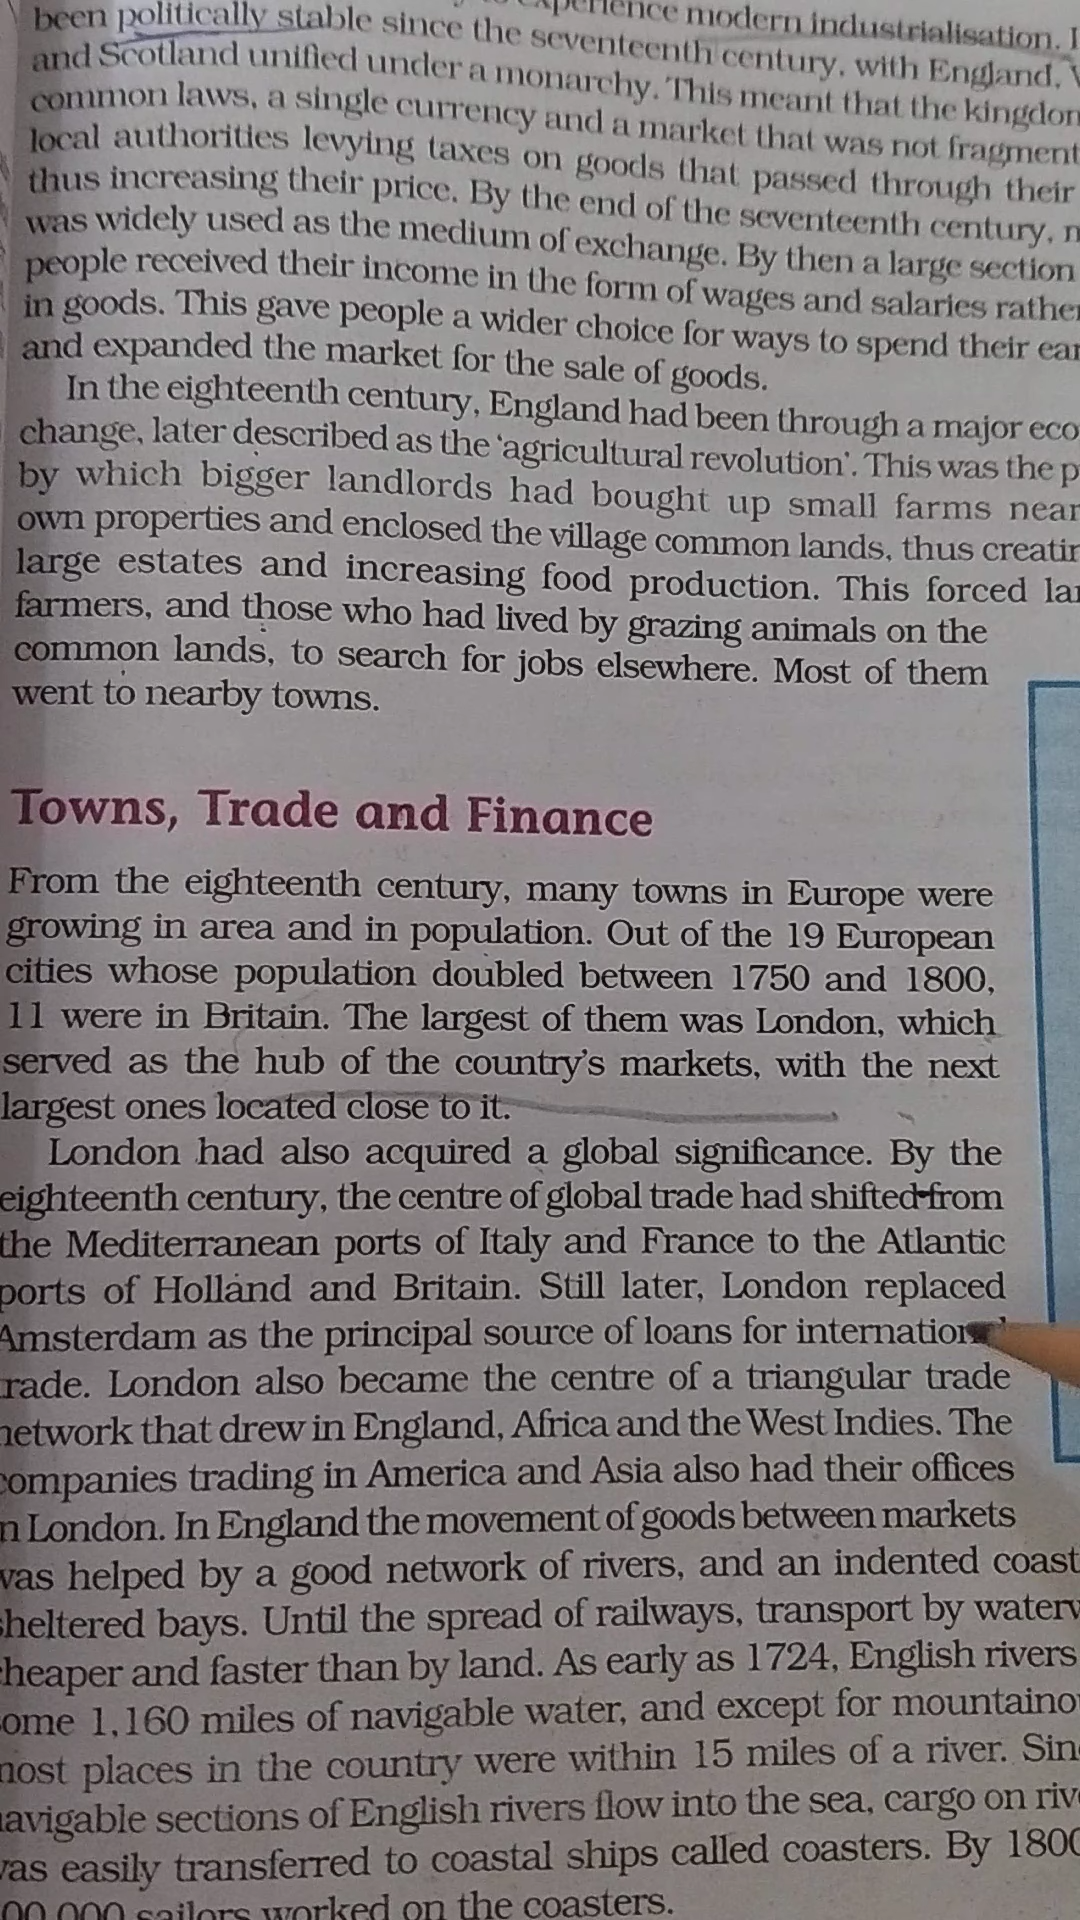 experience modern industrialisation.
been politically stable since the seventeenth century, with England,
and Scotland unified under a monarchy. This meant that the
common laws, a single currency and a market that was not
local authorities levying taxes on goods that passed through their
thus increasing their price. By the end of the seventeenth century,
was widely used as the medium of exchange. By then a large section
people received their income in the form of wages and salaries
in goods. This gave people a wider choice for ways to spend their
and expanded the market for the sale of goods.
In the eighteenth century, England had been through a major
change, later described as the ‘agricultural revolution’. This was the
by which bigger landlords had bought up small farms near
own properties and enclosed the village common lands, thus
large estates and increasing food production. This forced
farmers, and those who had lived by grazing animals on the
common lands, to search for jobs elsewhere. Most of them
went to nearby towns.
Towns, Trade and Finance
From the eighteenth century, many towns in Europe were
growing in area and in population. Out of the 19 European
cities whose population doubled between 1750 and 1800,
11 were in Britain. The largest of them was London, which
served as the hub of the country’s markets, with the next
largest ones located close to it.
London had also acquired a global significance. By the
eighteenth century, the centre of global trade had shifted from
the Mediterranean ports of Italy and France to the Atlantic
ports of Holland and Britain. Still later, London replaced
Amsterdam as the principal source of loans for
rade. London also became the centre of a triangular trade
network that drew in England, Africa and the West Indies. The
companies trading in America and Asia also had their offices
n London. In England the movement of goods between markets
was helped by a good network of rivers, and an indented coast
sheltered bays. Until the spread of railways, transport by
cheaper and faster than by land. As early as 1724, English rivers
ome 1,160 miles of navigable water, and except for
most places in the country were within 15 miles of a river.
navigable sections of English rivers flow into the sea, cargo on
was easily transferred to coastal ships called coasters. By 1800
00,000 sailors worked on the coasters.